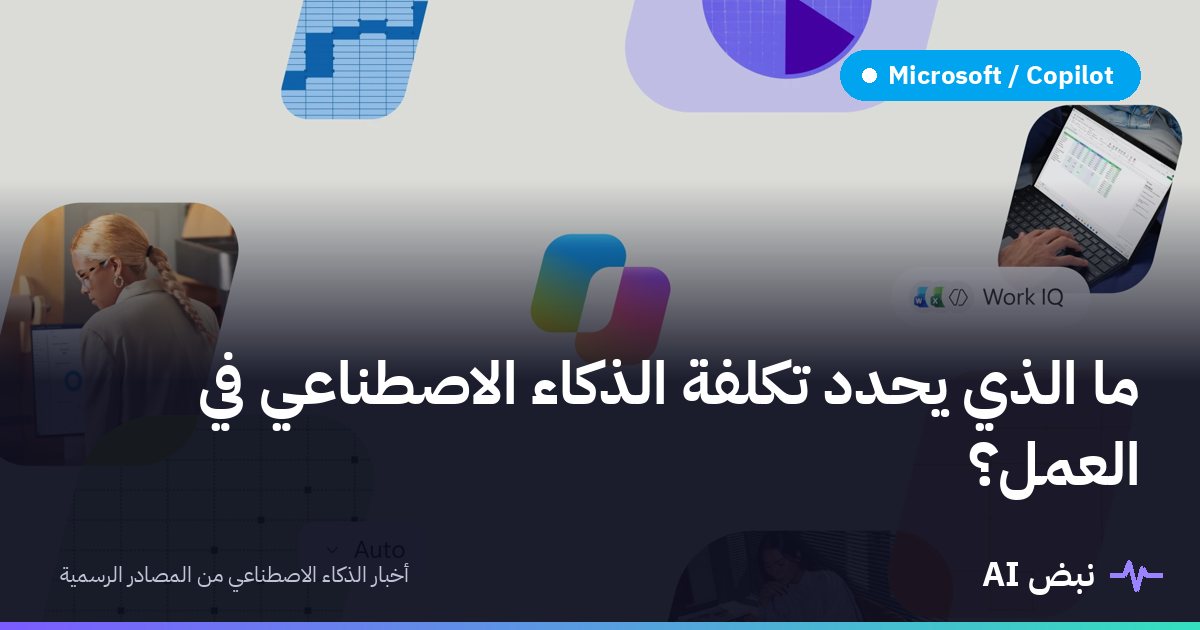 Microsoft / Copilot
Work IQ
ما الذي يحدد تكلفة الذكاء الاصطناعي في
العمل؟
Auto
نبض AI
أخبار الذكاء الاصطناعي من المصادر الرسمية